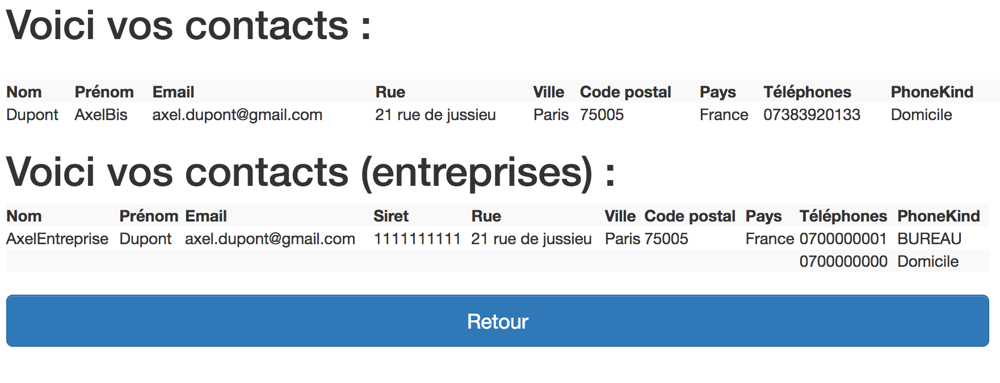 Voici vos contacts :
Nom Prénom Email Rue Ville Code postal Pays Téléphones PhoneKind
Dupont AxelBis axel.dupont@gmail.com 21 rue de jussieu Paris 75005 France 07383920133 Domicile
Voici vos contacts (entreprises) :
Nom Prénom Email Siret Rue Ville Code postal Pays Téléphones PhoneKind
AxelEntreprise Dupont axel.dupont@gmail.com 1111111111 21 rue de jussieu Paris 75005 France 0700000001 BUREAU
0700000000 Domicile
Retour